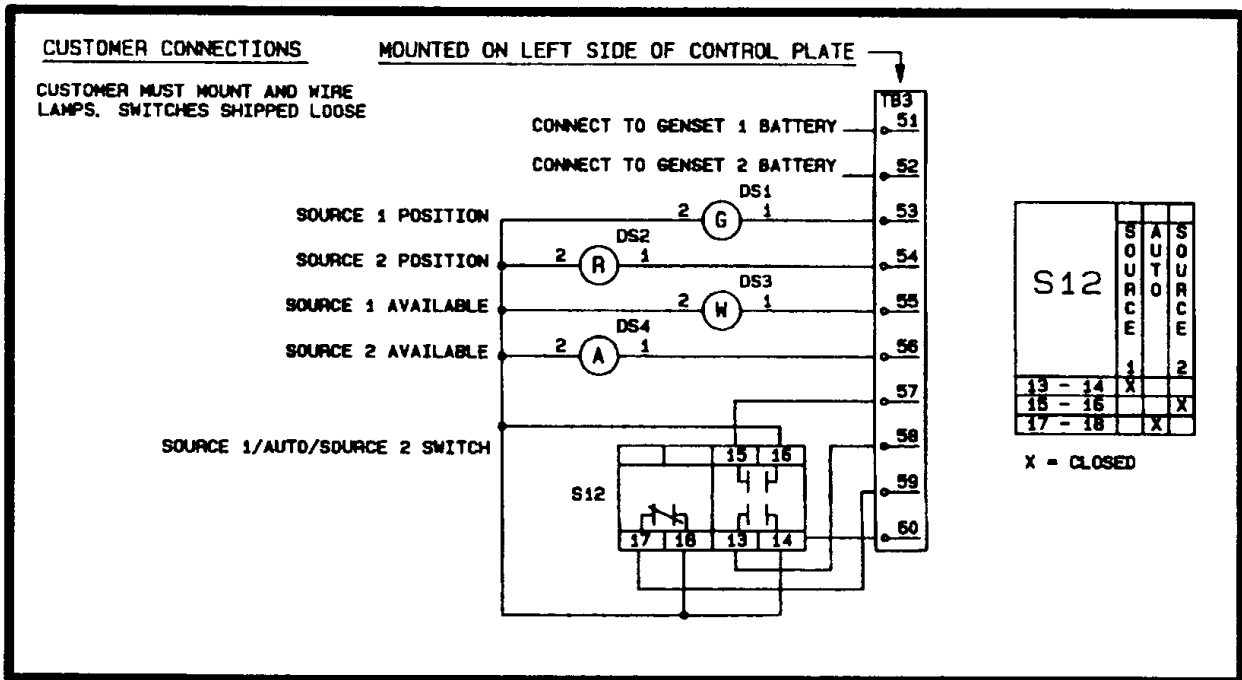 CUSTOMER CONNECTIONS
MOUNTED ON LEFT SIDE OF CONTROL PLATE
CUSTOMER MUST MOUNT AND WIRE
LAMPS. SWITCHES SHIPPED LOOSE
TB3
CONNECT TO GENSET 1 BATTERY 51
CONNECT TO GENSET 2 BATTERY 52
DS1
SOURCE 1 POSITION 2 G 1 53
DS2
SOURCE 2 POSITION 2 R 1 54
DS3
SOURCE 1 AVAILABLE 2 W 1 55
DS4
SOURCE 2 AVAILABLE 2 A 1 56
57
SOURCE 1/AUTO/SOURCE 2 SWITCH 58
15 16
S12 59
17 18 13 14 60
S12 SOURCE 1 AUTO SOURCE 2
13 - 14 X
15 - 16 X
17 - 18 X
X = CLOSED